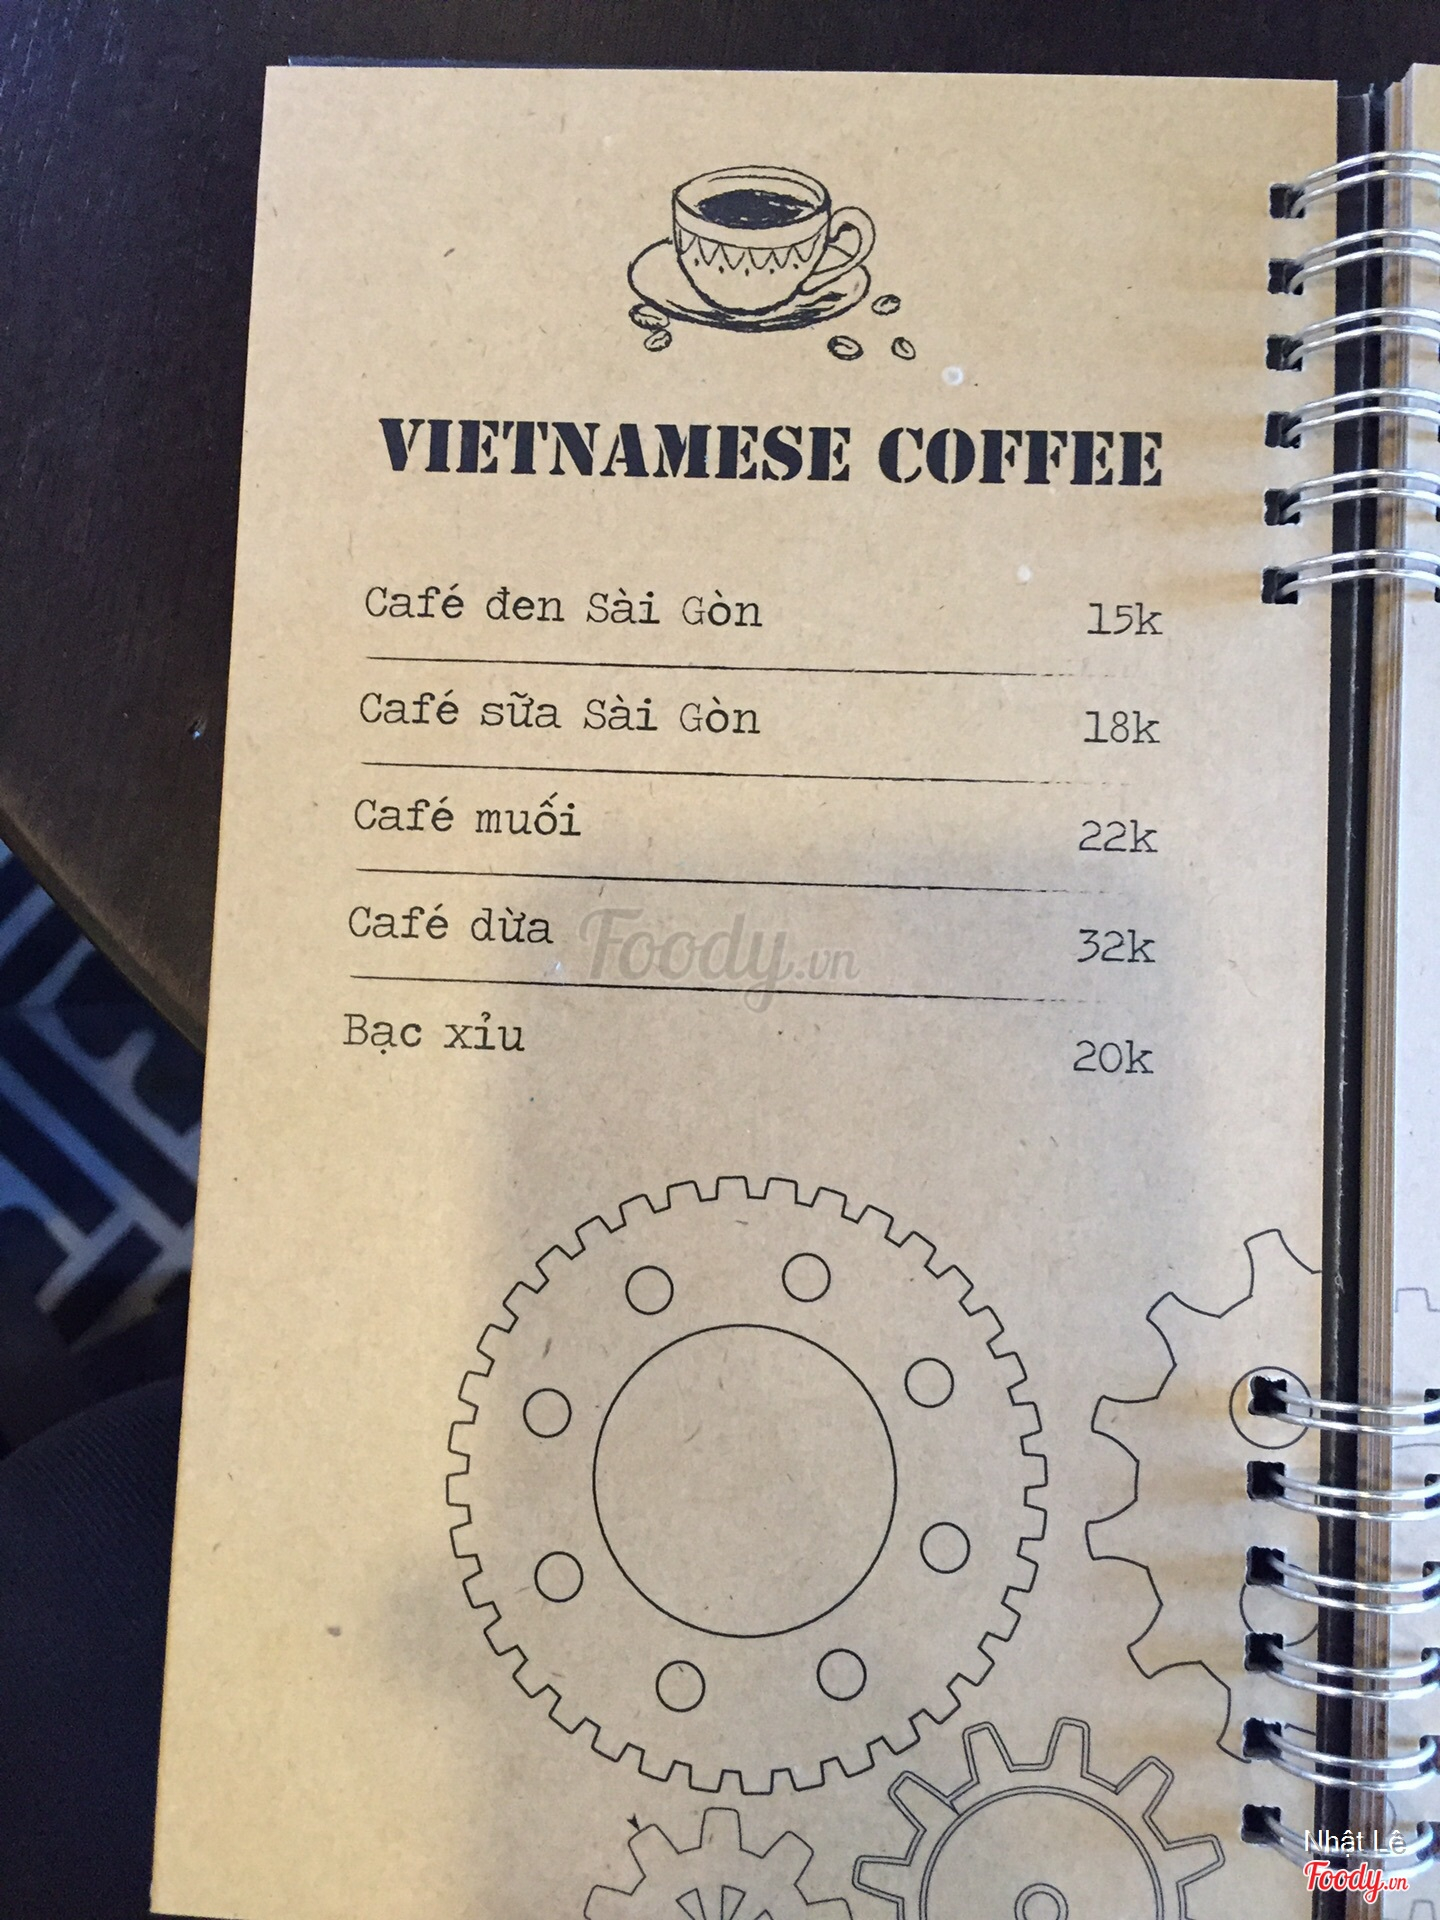 VIETNAMESE COFFEE
Café đen Sài Gòn 15k
Café sữa Sài Gòn 18k
Café muối 22k
Café dừa 32k
Bạc xỉu 20k
Foody.vn
Nhật Lê
Foody.vn